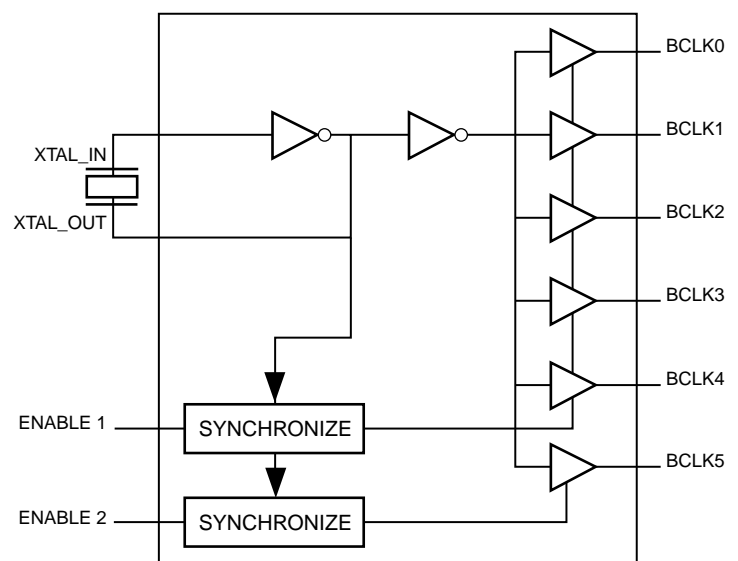 BCLK0
BCLK1
XTAL_IN
XTAL_OUT
BCLK2
BCLK3
BCLK4
ENABLE 1
SYNCHRONIZE
BCLK5
ENABLE 2
SYNCHRONIZE